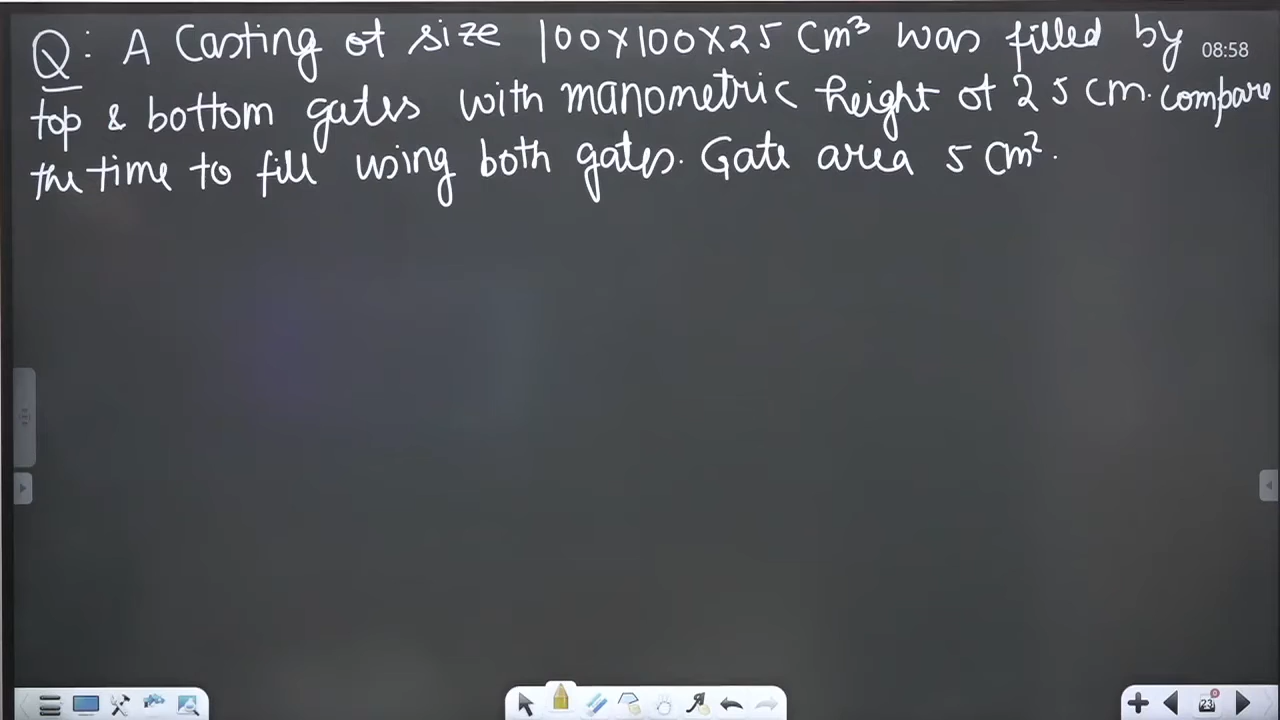 Q: A Casting of size 100x100x25 cm³ was filled by
08:58
top & bottom gates with manometric height of 25 cm. compare
the time to fill using both gates. Gate area 5 cm².
23